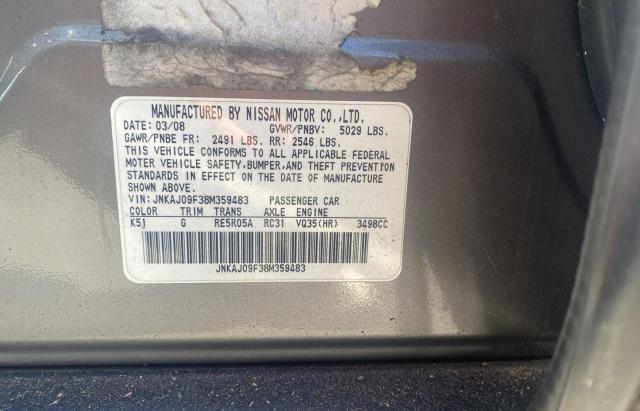 MANUFACTURED BY NISSAN MOTOR CO.,LTD.
DATE: 03/08 GVWR/PNBV: 5029 LBS.
GAWR/PNBE FR: 2491 LBS. RR: 2546 LBS.
THIS VEHICLE CONFORMS TO ALL APPLICABLE FEDERAL
MOTER VEHICLE SAFETY,BUMPER,AND THEFT PREVENTION
STANDARDS IN EFFECT ON THE DATE OF MANUFACTURE
SHOWN ABOVE.
VIN: JNKAJ09F38M359483 PASSENGER CAR
COLOR TRIM TRANS AXLE ENGINE
K51 G RE5R05A RC31 VQ35(HR) 3498CC
JNKAJ09F38M359483